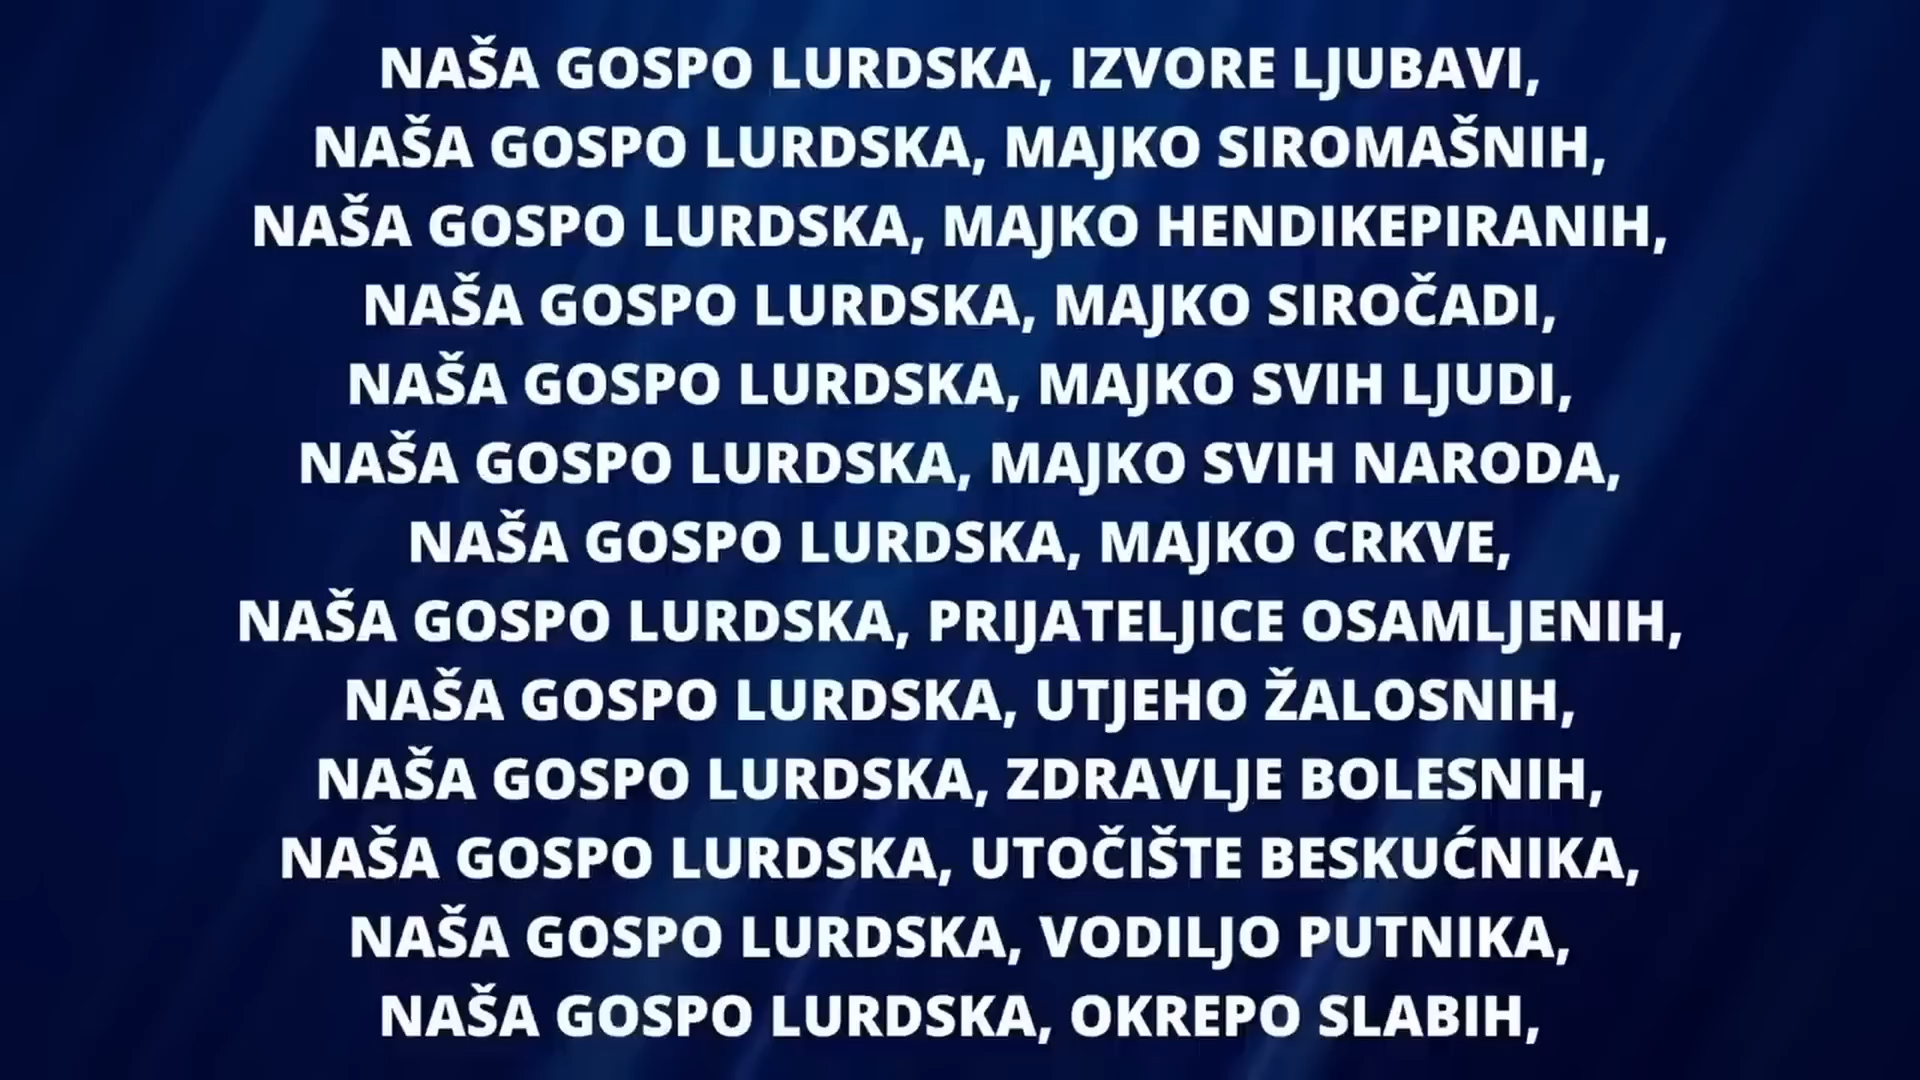 NAŠA GOSPO LURDSKA, IZVORE LJUBAVI,
NAŠA GOSPO LURDSKA, MAJKO SIROMAŠNIH,
NAŠA GOSPO LURDSKA, MAJKO HENDIKEPIRANIH,
NAŠA GOSPO LURDSKA, MAJKO SIROČADI,
NAŠA GOSPO LURDSKA, MAJKO SVIH LJUDI,
NAŠA GOSPO LURDSKA, MAJKO SVIH NARODA,
NAŠA GOSPO LURDSKA, MAJKO CRKVE,
NAŠA GOSPO LURDSKA, PRIJATELJICE OSAMLJENIH,
NAŠA GOSPO LURDSKA, UTJEHO ŽALOSNIH,
NAŠA GOSPO LURDSKA, ZDRAVLJE BOLESNIH,
NAŠA GOSPO LURDSKA, UTOČIŠTE BESKUĆNIKA,
NAŠA GOSPO LURDSKA, VODILJO PUTNIKA,
NAŠA GOSPO LURDSKA, OKREPO SLABIH,